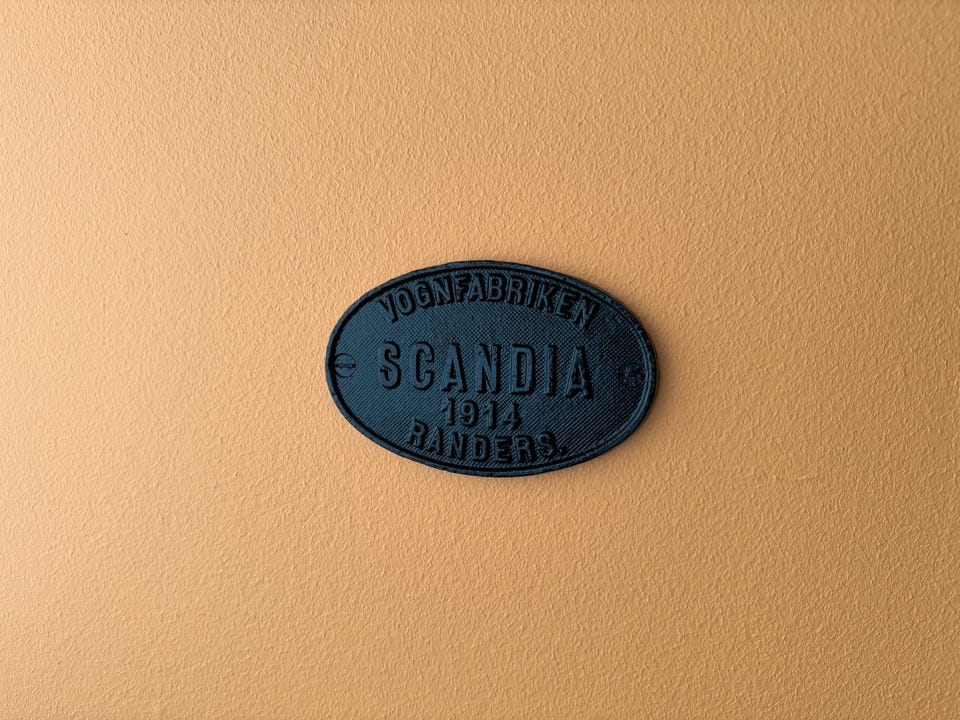 VOGNFABRIKEN
SCANDIA
1914
RANDERS.